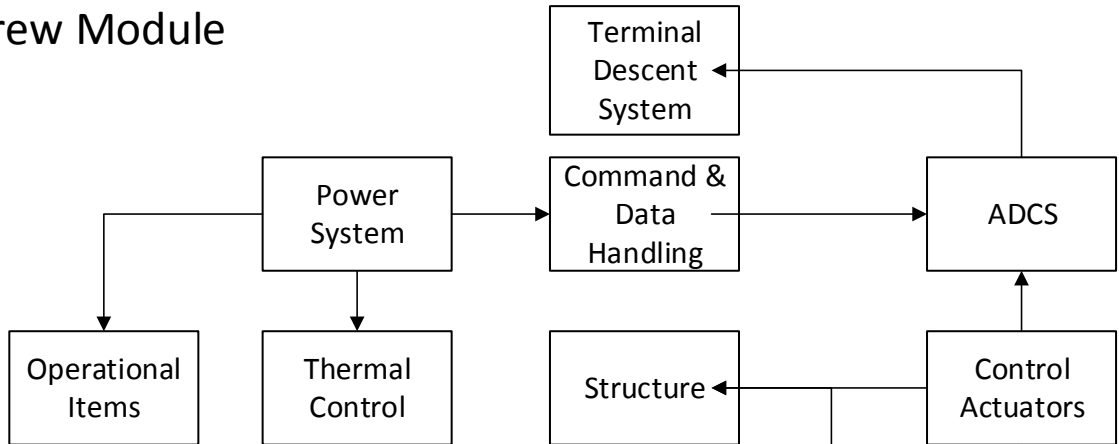 rew Module
Terminal
Descent
System
Power
System
Command &
Data
Handling
ADCS
Operational
Items
Thermal
Control
Structure
Control
Actuators